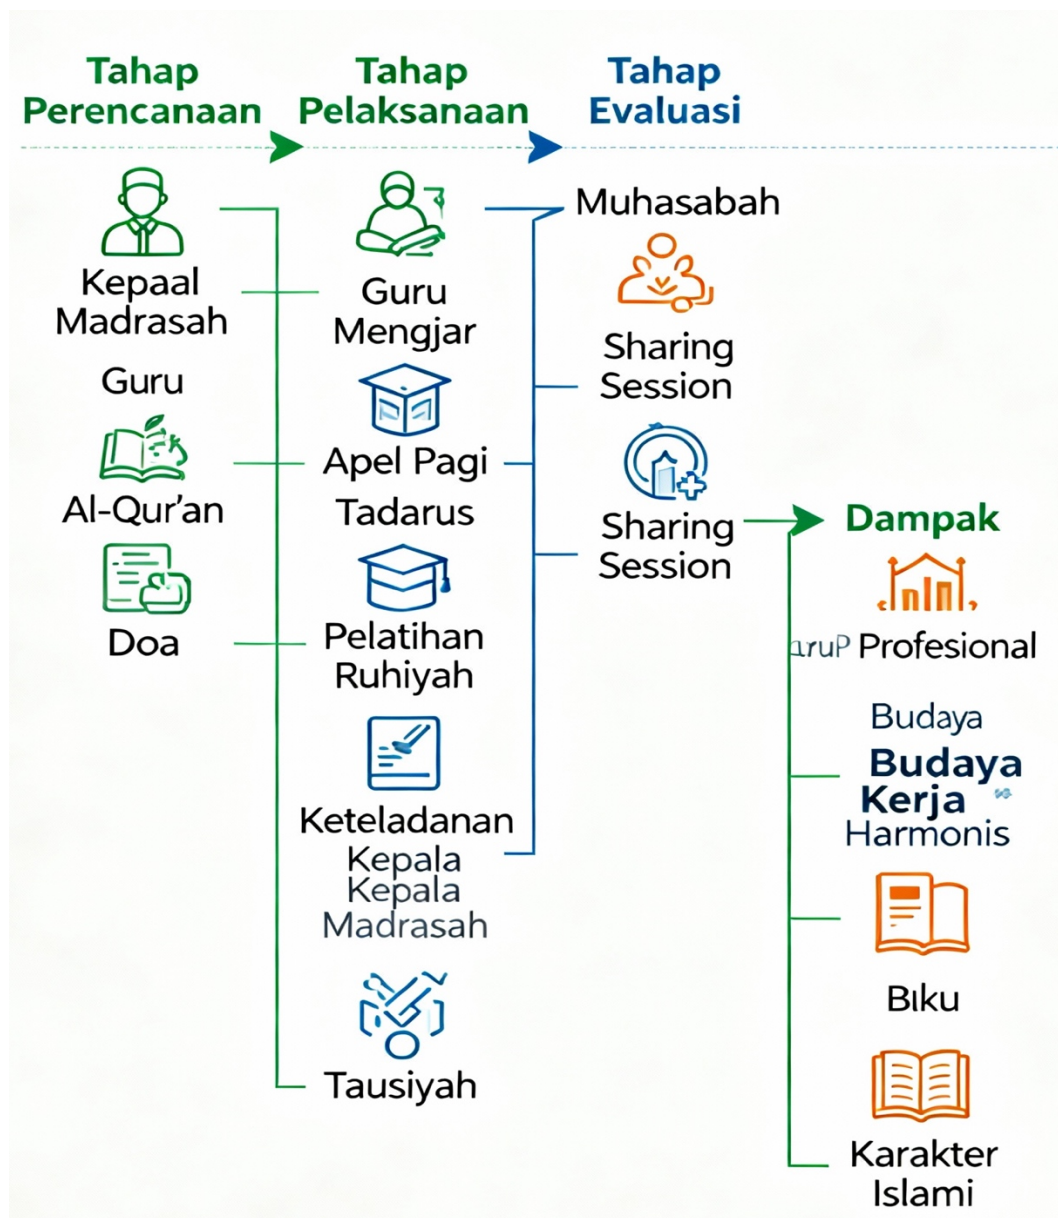 Tahap
Perencanaan
Tahap
Pelaksanaan
Tahap
Evaluasi
Kepaal
Madrasah
Guru
Al-Qur'an
Doa
Guru
Mengjar
Apel Pagi
Tadarus
Pelatihan
Ruhiyah
Keteladanan
Kepala
Kepala
Madrasah
Tausiyah
Muhasabah
Sharing
Session
Sharing
Session
Dampak
Profesional
Budaya
Budaya
Kerja
Harmonis
Bıku
Karakter
Islami